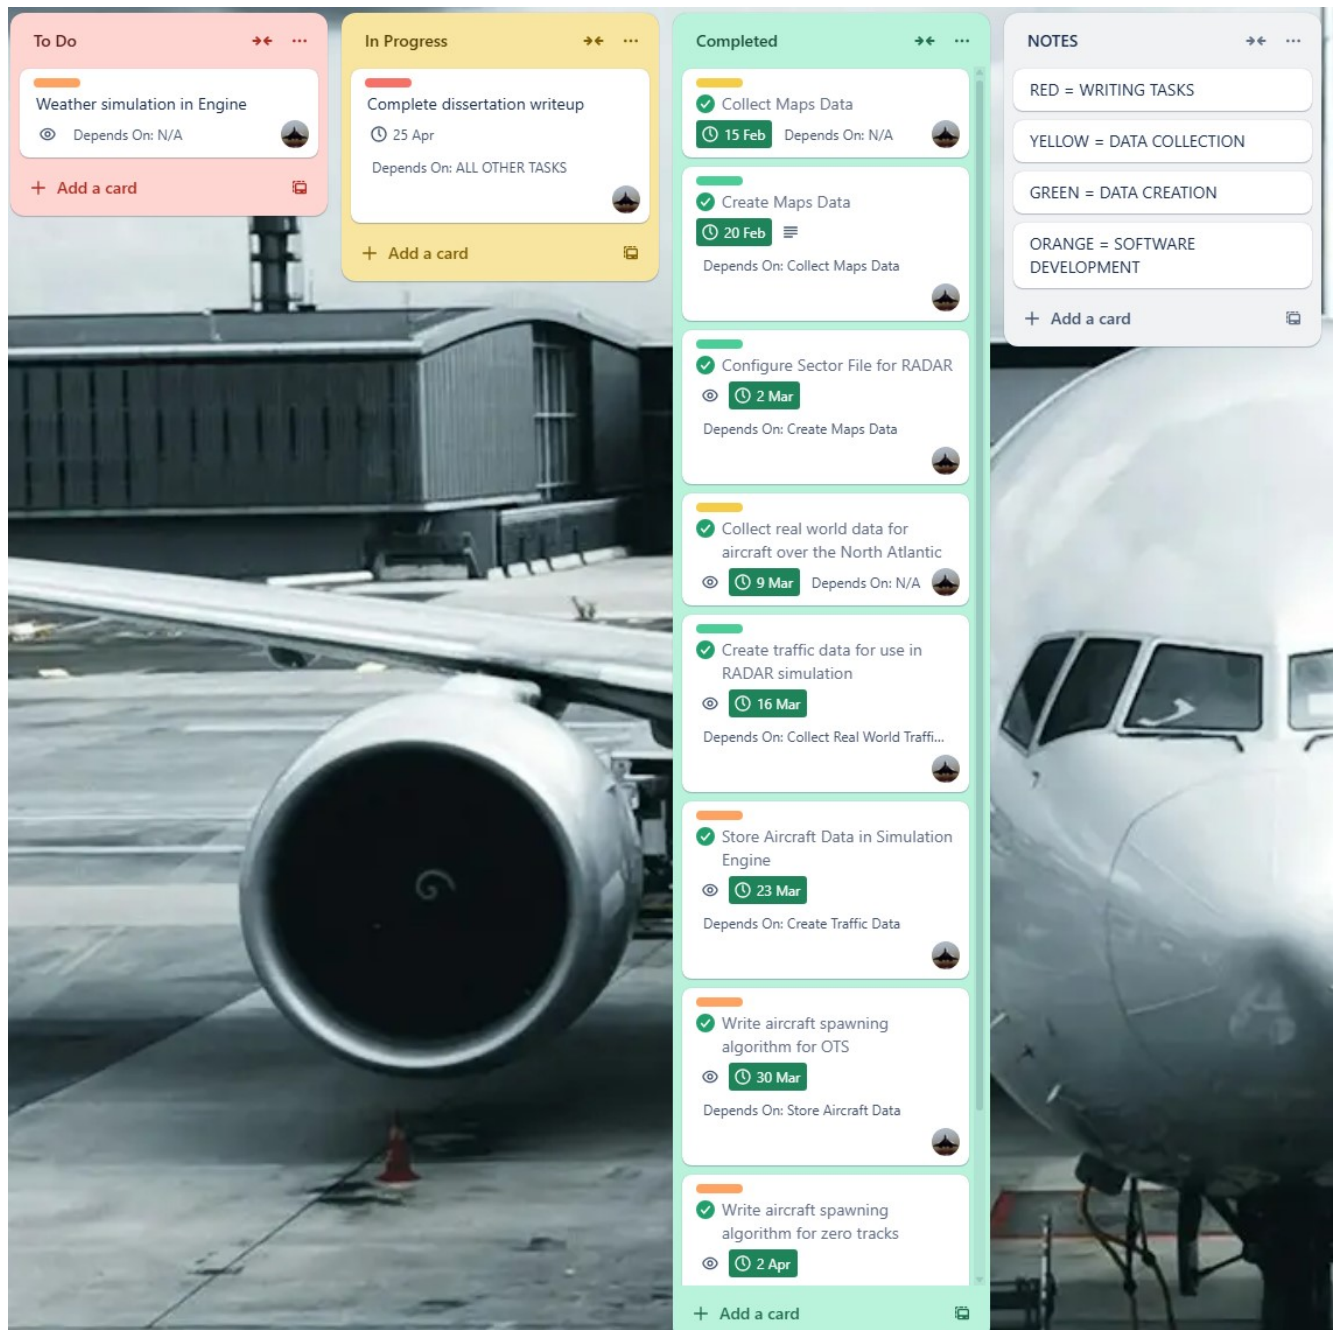 To Do
Weather simulation in Engine
Depends On: N/A
Add a card
In Progress
Complete dissertation writeup
25 Apr
Depends On: ALL OTHER TASKS
Add a card
Completed
Collect Maps Data
15 Feb Depends On: N/A
Create Maps Data
20 Feb
Depends On: Collect Maps Data
Configure Sector File for RADAR
2 Mar
Depends On: Create Maps Data
Collect real world data for
aircraft over the North Atlantic
9 Mar Depends On: N/A
Create traffic data for use in
RADAR simulation
16 Mar
Depends On: Collect Real World Traffi...
Store Aircraft Data in Simulation
Engine
23 Mar
Depends On: Create Traffic Data
Write aircraft spawning
algorithm for OTS
30 Mar
Depends On: Store Aircraft Data
Write aircraft spawning
algorithm for zero tracks
2 Apr
Add a card
NOTES
RED = WRITING TASKS
YELLOW = DATA COLLECTION
GREEN = DATA CREATION
ORANGE = SOFTWARE
DEVELOPMENT
Add a card